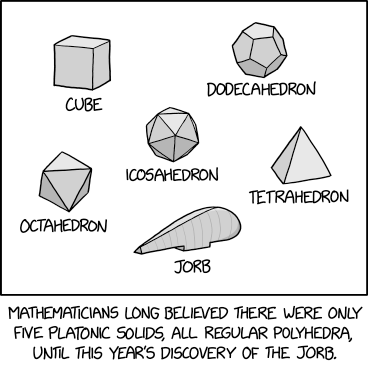 CUBE
DODECAHEDRON
ICOSAHEDRON
TETRAHEDRON
OCTAHEDRON
JORB
MATHEMATICIANS LONG BELIEVED THERE WERE ONLY
FIVE PLATONIC SOLIDS, ALL REGULAR POLYHEDRA,
UNTIL THIS YEAR'S DISCOVERY OF THE JORB.